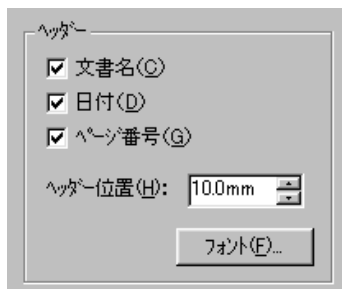 ﾍｯﾀﾞｰ
文書名(C)
日付(D)
ﾍﾟｰｼﾞ番号(G)
ﾍｯﾀﾞｰ位置(H): 10.0mm
ﾌｫﾝﾄ(F)...